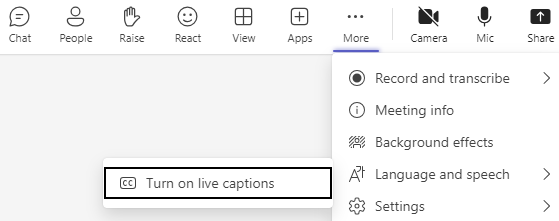 Chat People Raise React View Apps More Camera Mic Share
Record and transcribe
Meeting info
Background effects
Language and speech
CC Turn on live captions
Settings